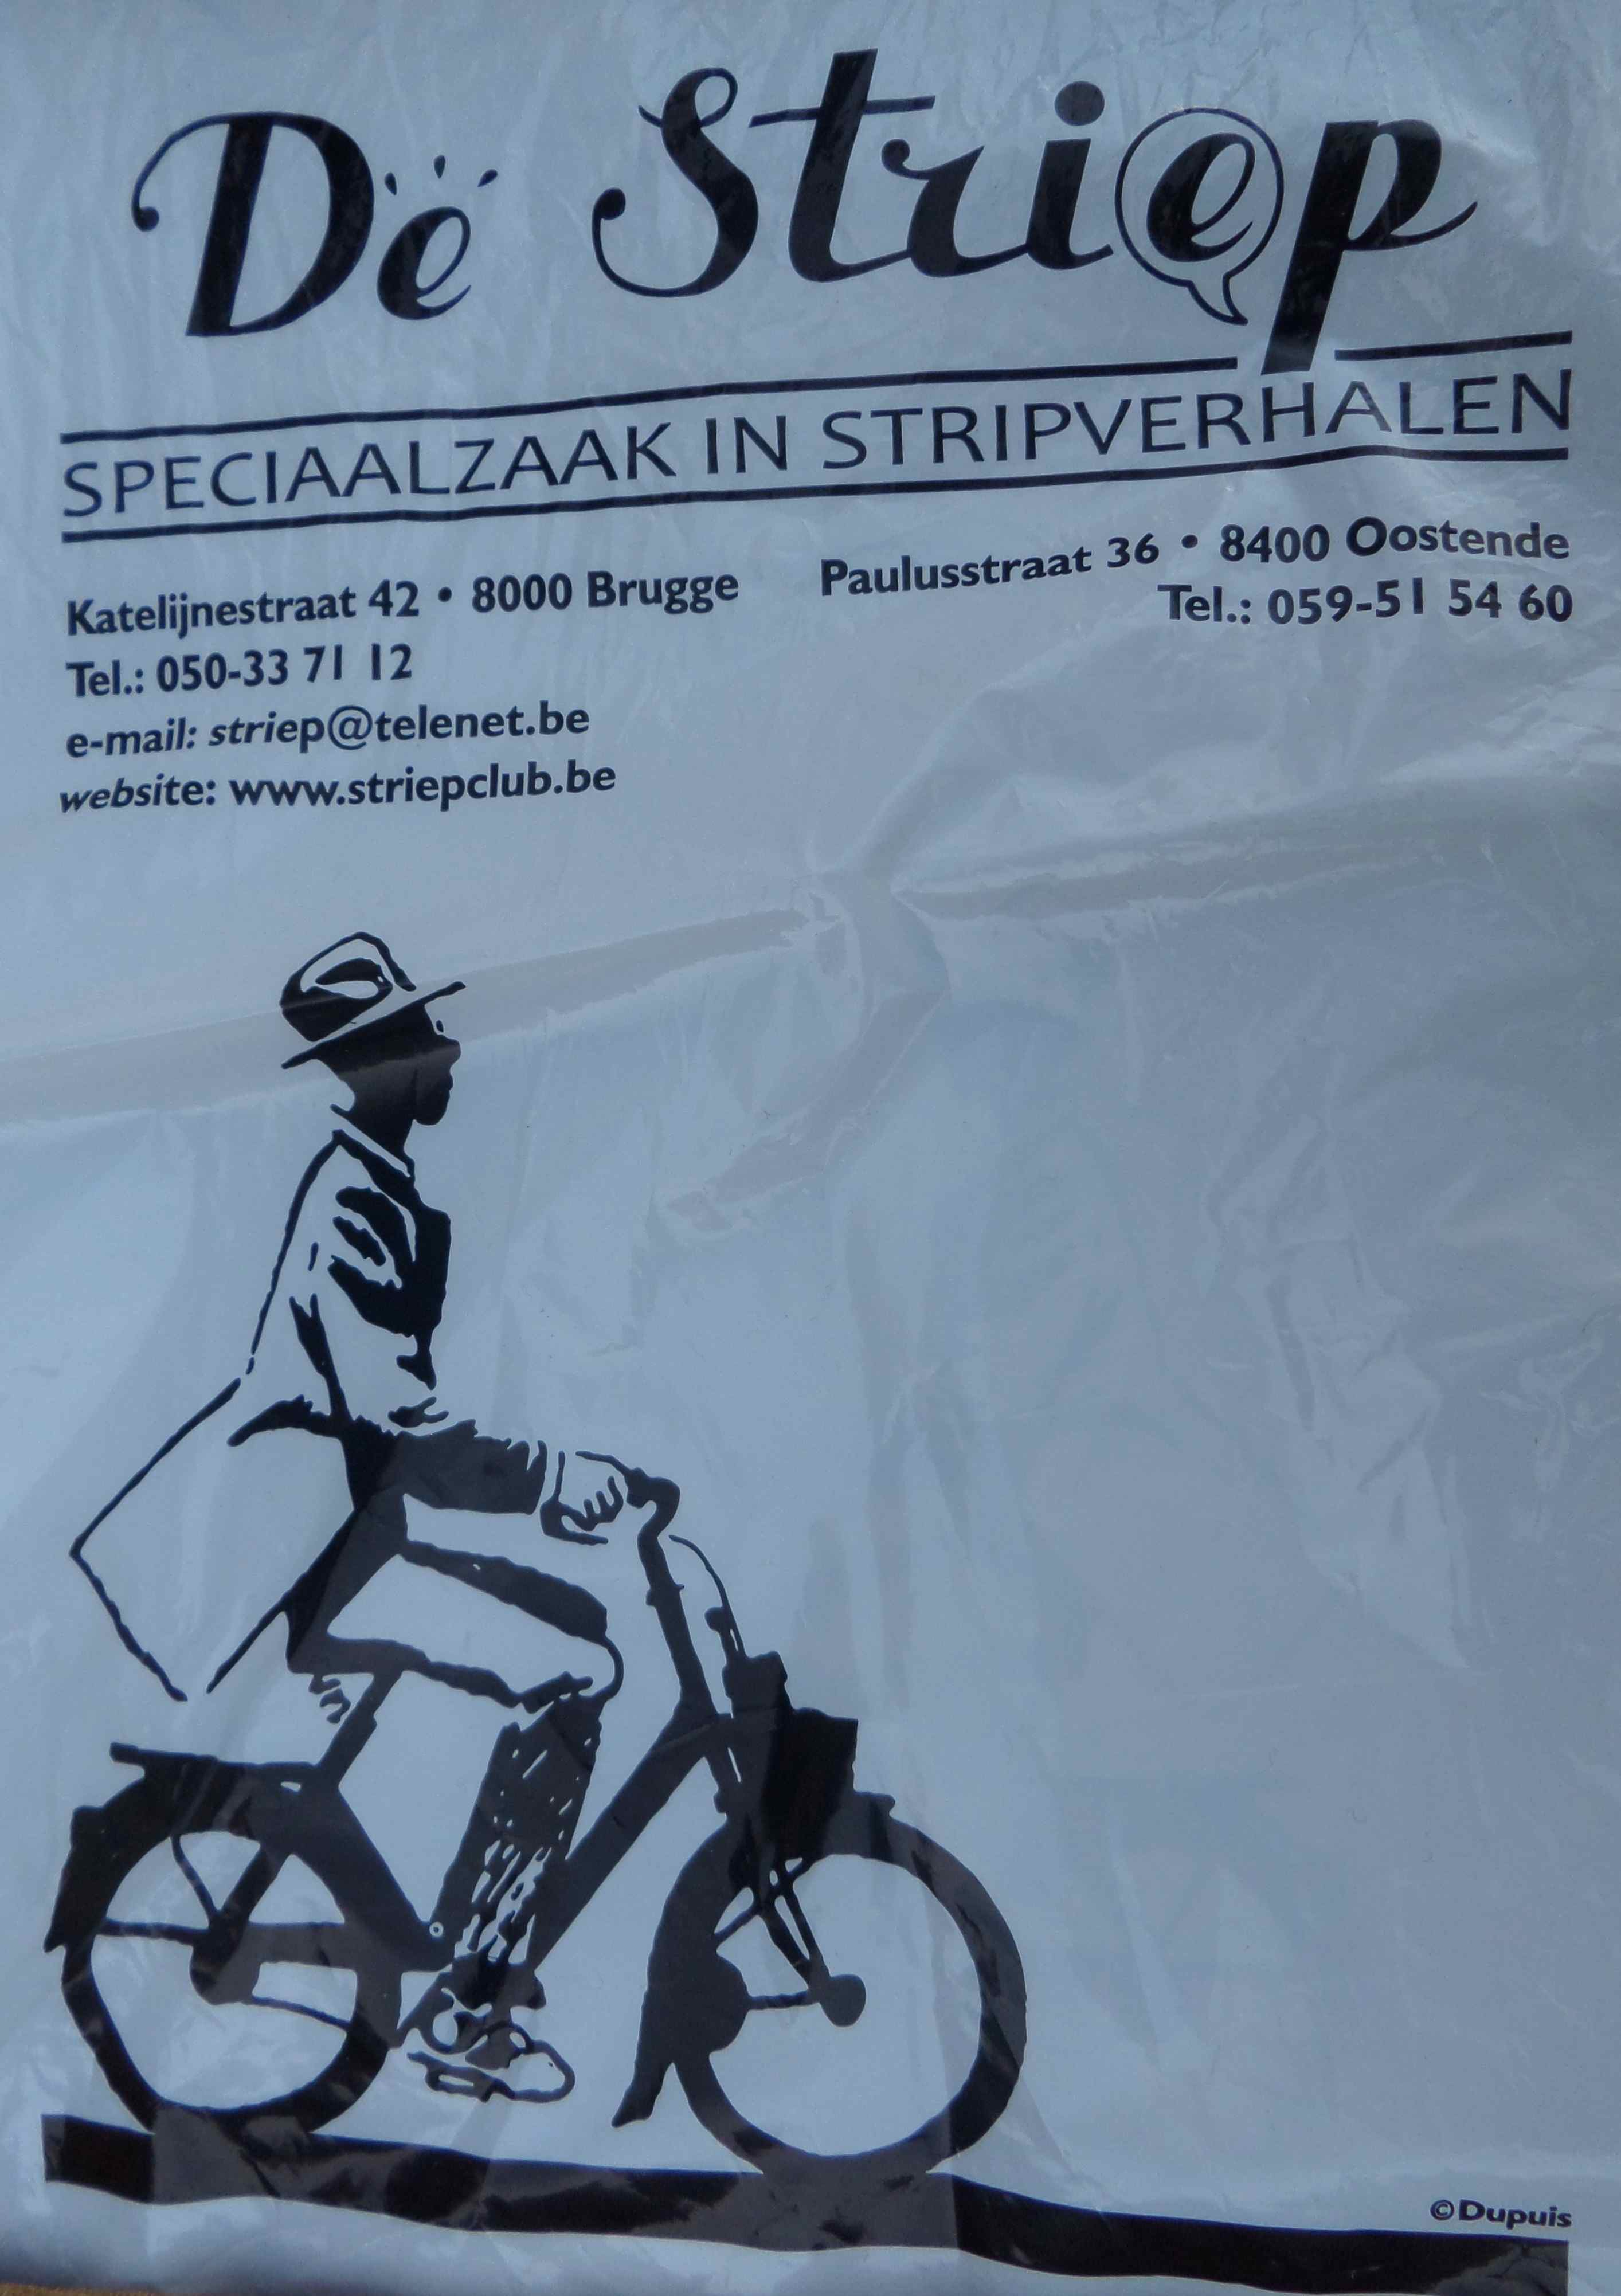 De Striep
SPECIAALZAAK IN STRIPVERHALEN
Katelijnestraat 42 • 8000 Brugge
Tel.: 050-33 71 12
e-mail: striep@telenet.be
website: www.striepclub.be
Paulusstraat 36 • 8400 Oostende
Tel.: 059-51 54 60
©Dupuis